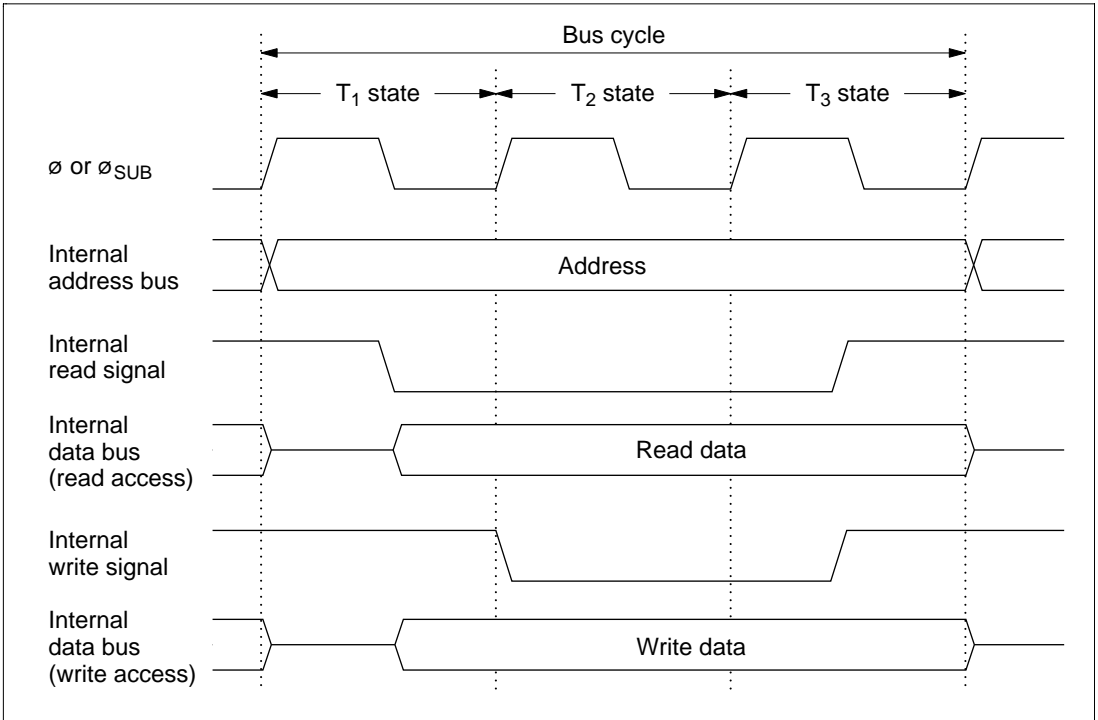 Bus cycle
T1 state
T2 state
T3 state
ø or øSUB
Internal
address bus
Address
Internal
read signal
Internal
data bus
(read access)
Read data
Internal
write signal
Internal
data bus
(write access)
Write data